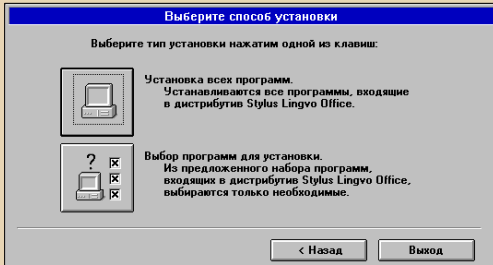 Выберите способ установки
Выберите тип установки нажатим одной из клавиш:
Установка всех программ.
Устанавливаются все программы, входящие
в дистрибутив Stylus Lingvo Office.
?
Выбор программ для установки.
Из предложенного набора программ,
входящих в дистрибутив Stylus Lingvo Office,
выбираются только необходимые.
< Назад
Выход